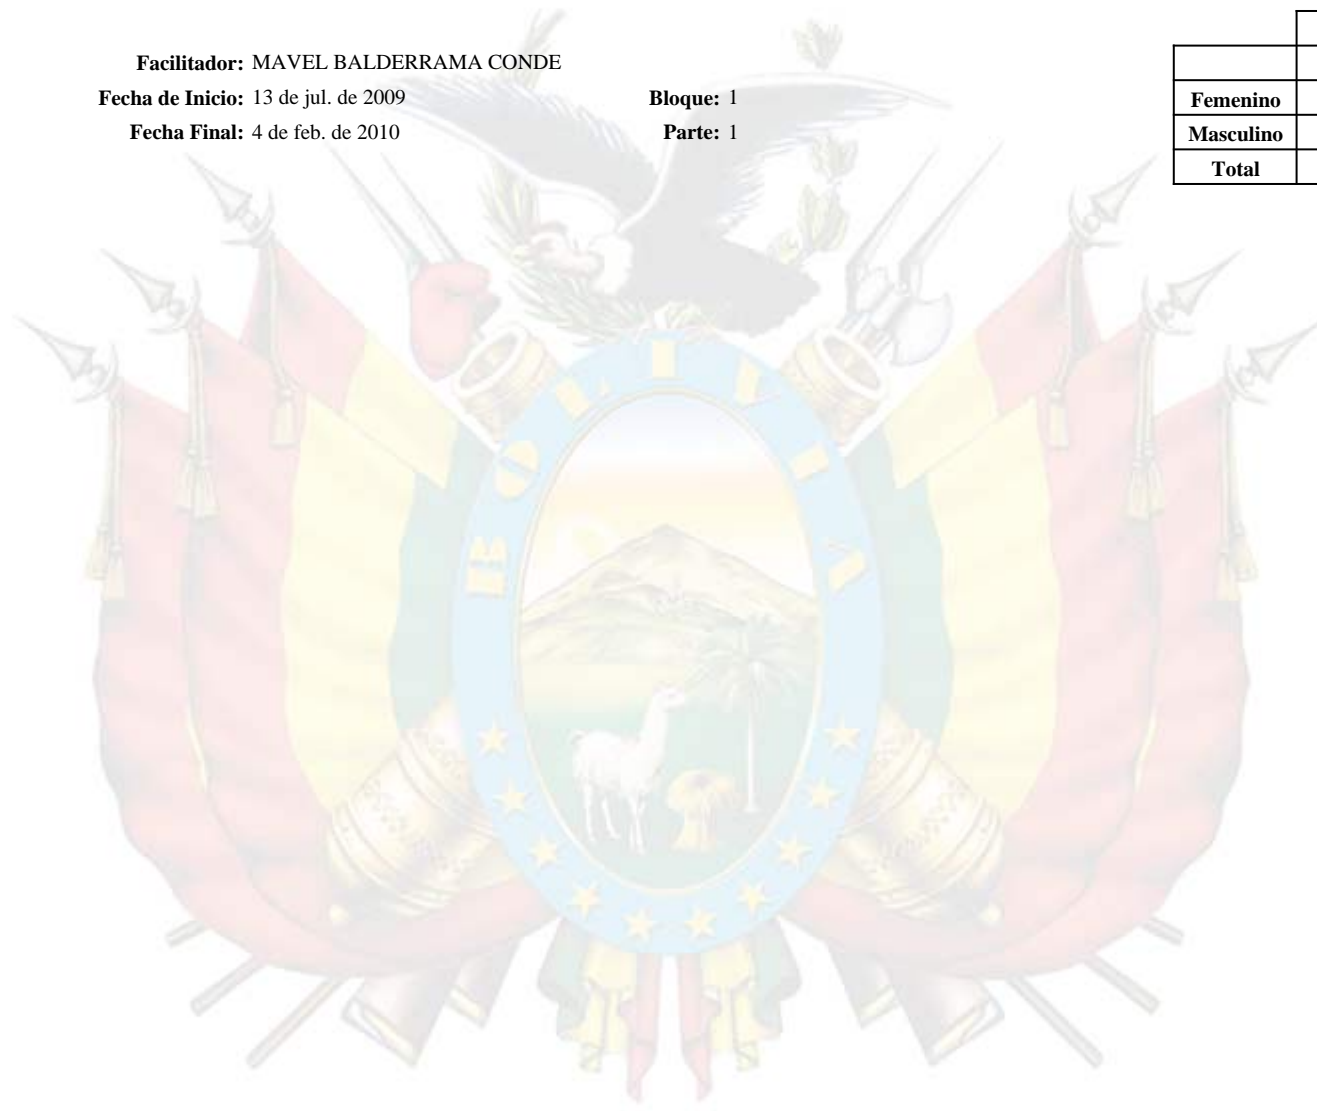 Facilitador: MAVEL BALDERRAMA CONDE
Fecha de Inicio: 13 de jul. de 2009 Bloque: 1
Fecha Final: 4 de feb. de 2010 Parte: 1
Femenino
Masculino
Total
BOLIVIA